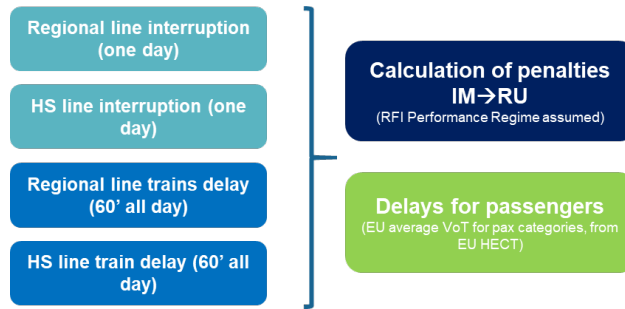 Regional line interruption
(one day)
HS line interruption (one
day)
Regional line trains delay
(60' all day)
HS line train delay (60' all
day)
Calculation of penalties
IM→RU
(RFI Performance Regime assumed)
Delays for passengers
(EU average VoT for pax categories, from
EU HECT)